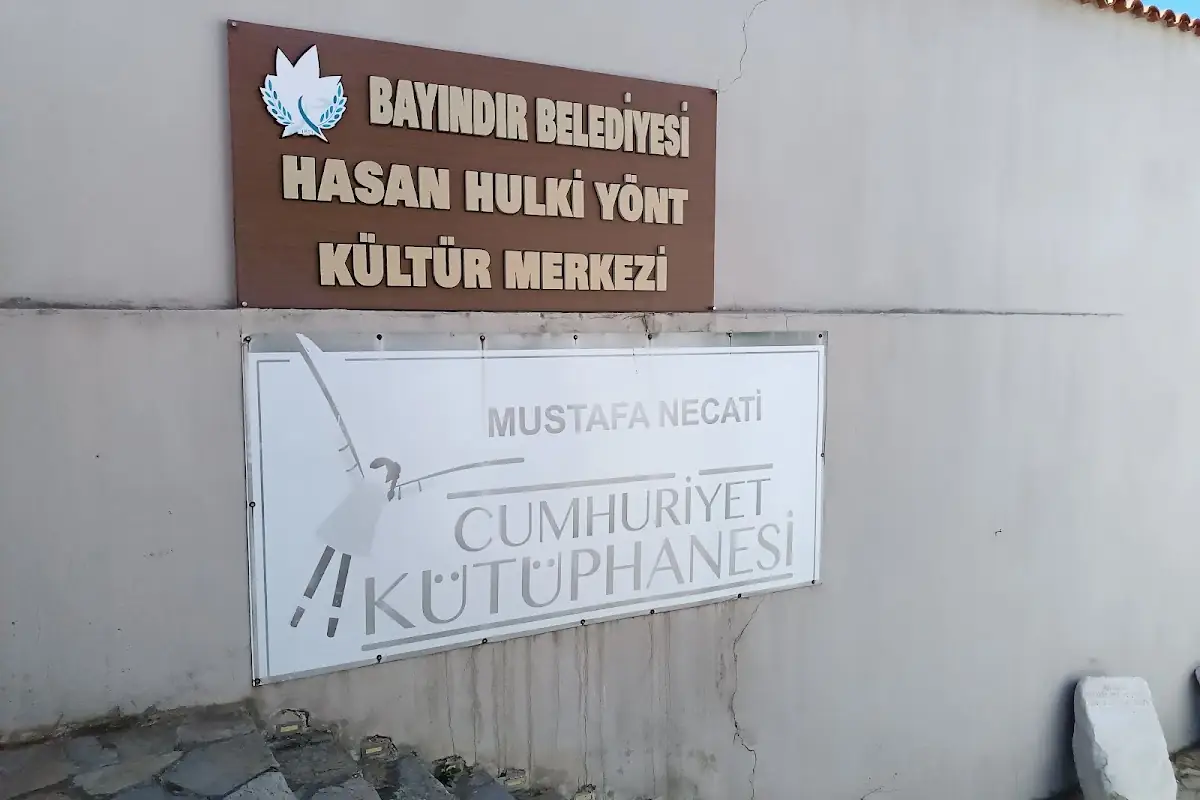 BAYINDIR BELEDİYESİ
HASAN HULKİ YÖNT
KÜLTÜR MERKEZİ
MUSTAFA NECATİ
CUMHURİYET
KÜTÜPHANESİ